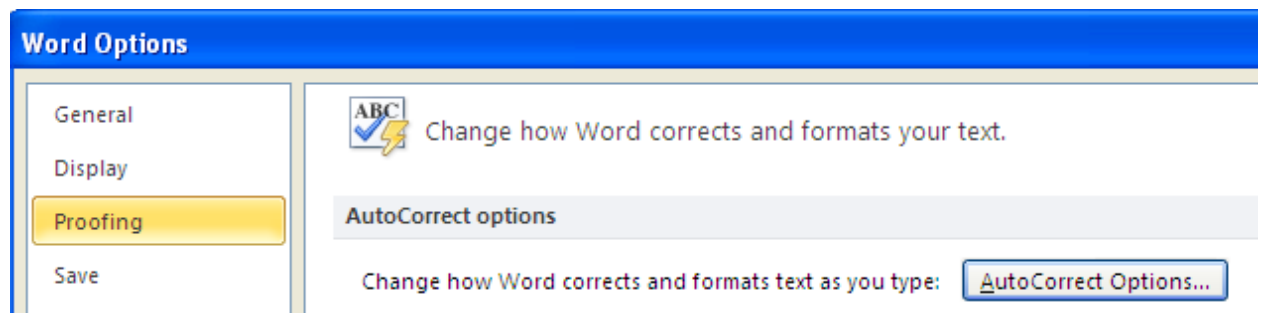 Word Options
General
Display
Proofing
Save
ABC
Change how Word corrects and formats your text.
AutoCorrect options
Change how Word corrects and formats text as you type:
AutoCorrect Options...